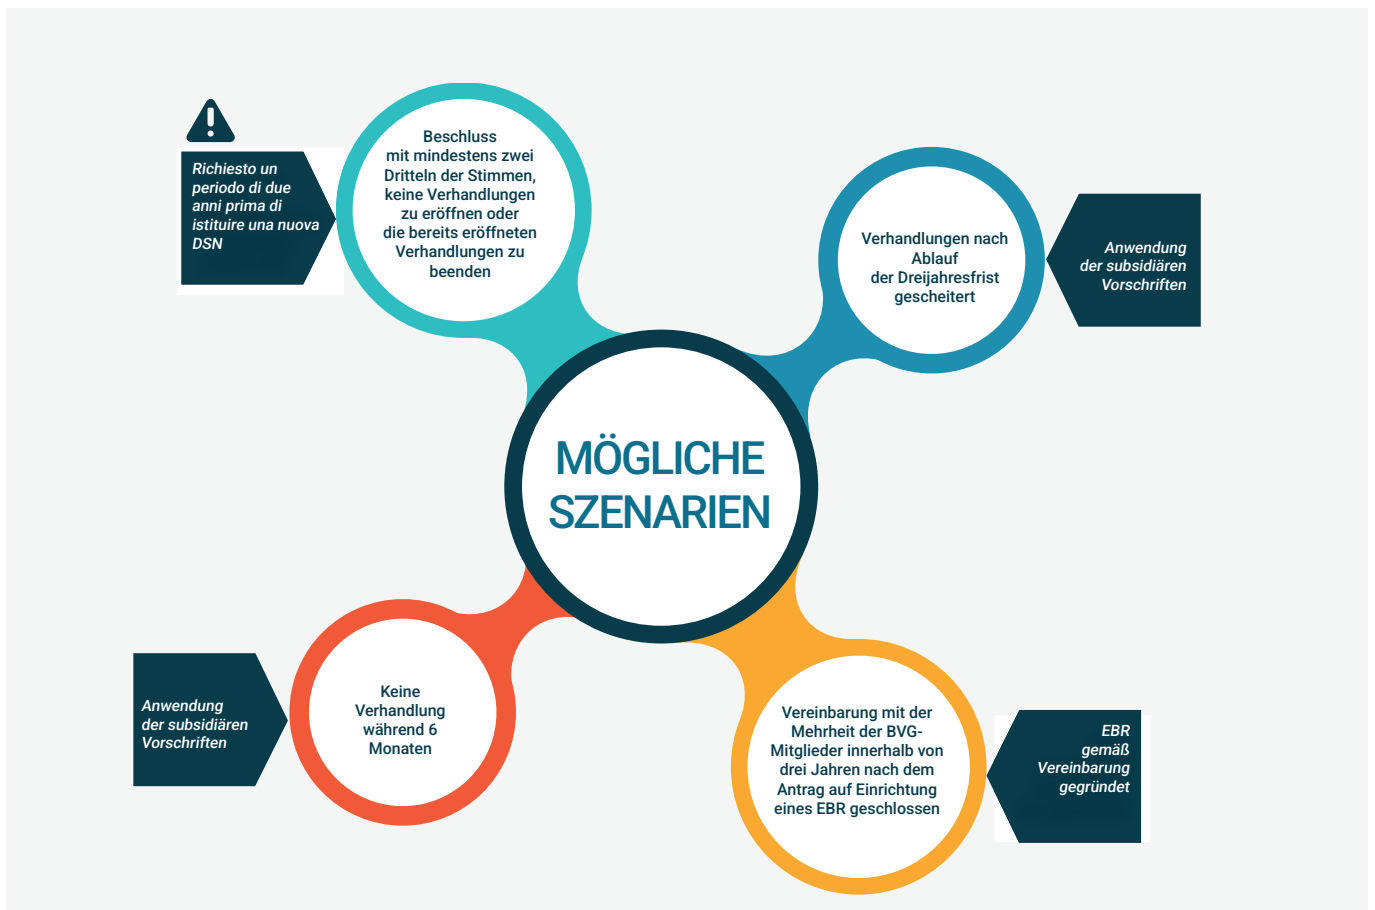 Richiesto un
periodo di due
anni prima di
istituire una nuova
DSN
Beschluss
mit mindestens zwei
Dritteln der Stimmen,
keine Verhandlungen
zu eröffnen oder
die bereits eröffneten
Verhandlungen zu
beenden
Verhandlungen nach
Ablauf
der Dreijahresfrist
gescheitert
Anwendung
der subsidiären
Vorschriften
MÖGLICHE
SZENARIEN
Anwendung
der subsidiären
Vorschriften
Keine
Verhandlung
während 6
Monaten
Vereinbarung mit der
Mehrheit der BVG-
Mitglieder innerhalb von
drei Jahren nach dem
Antrag auf Einrichtung
eines EBR geschlossen
EBR
gemäß
Vereinbarung
gegründet